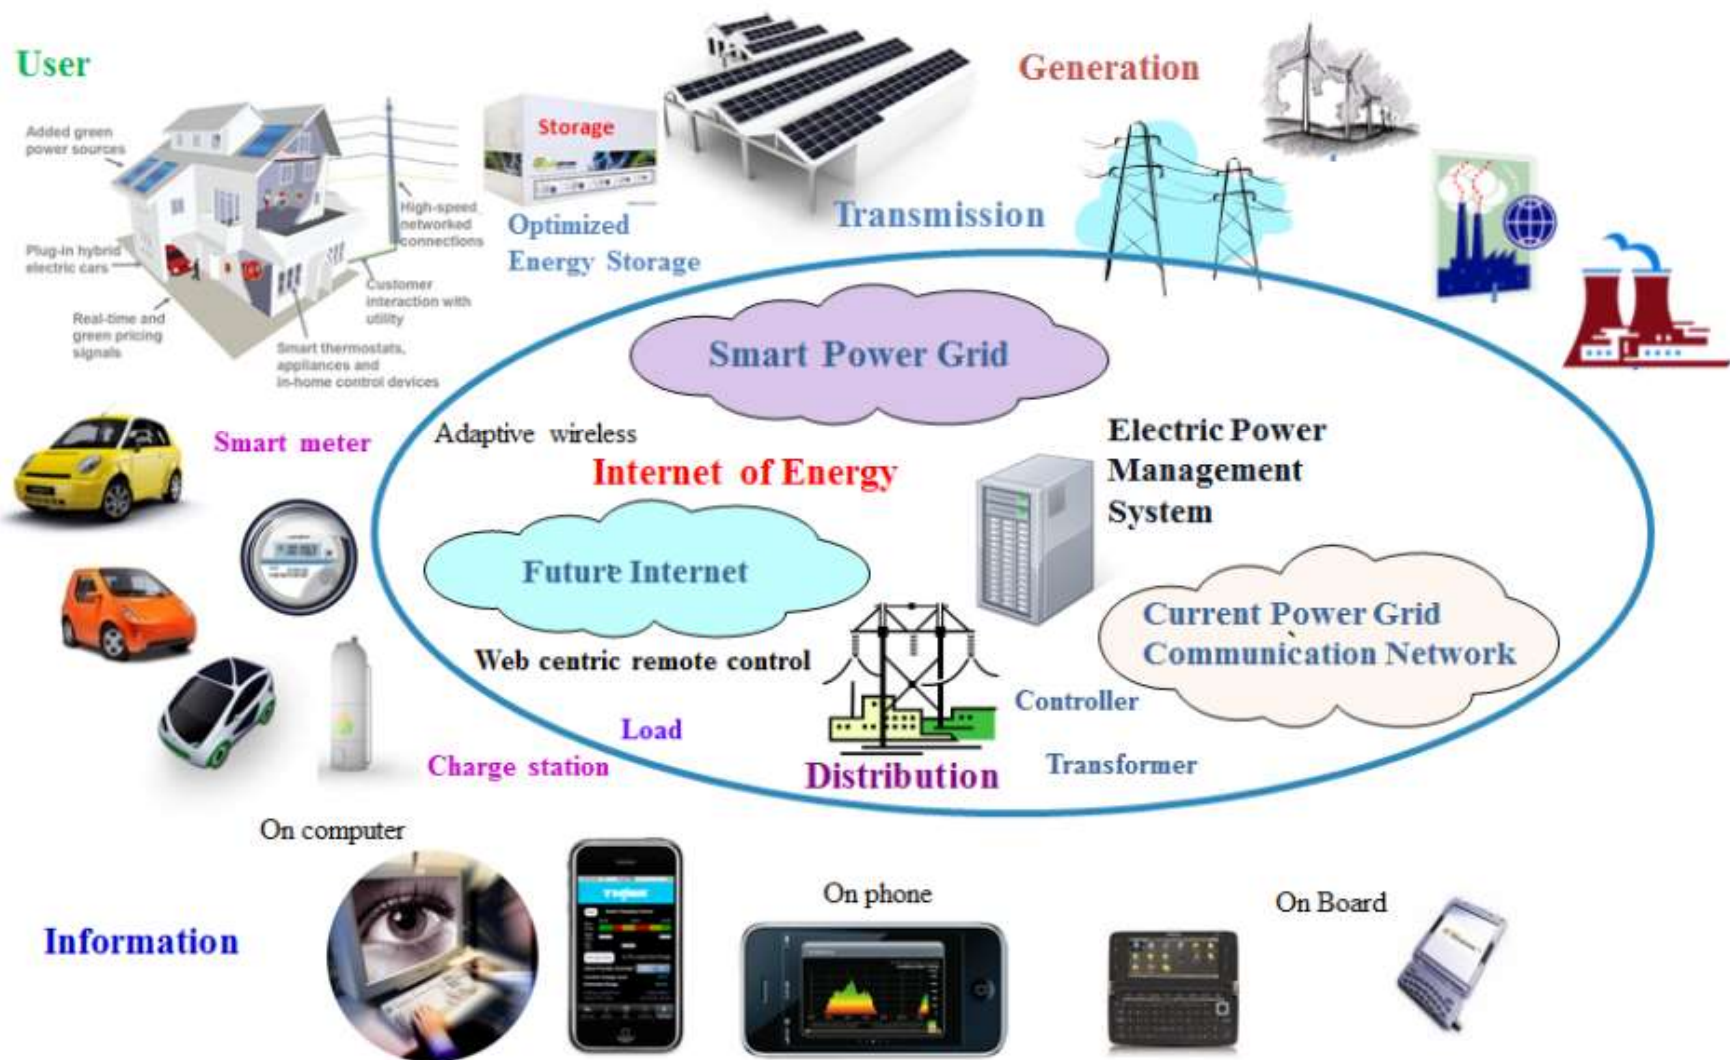 User
Generation
Added green
power sources
Storage
High-speed
networked
connections
Optimized
Energy Storage
Transmission
Plug-in hybrid
electric cars
Customer
interaction with
utility
Real-time and
green pricing
signals
Smart thermostats,
appliances and
in-home control devices
Smart Power Grid
Smart meter
Adaptive wireless
Internet of Energy
Electric Power
Management
System
Future Internet
Current Power Grid
Communication Network
Web centric remote control
Controller
Load
Charge station
Distribution
Transformer
On computer
On phone
On Board
Information